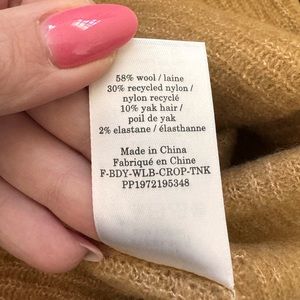 58% wool / laine
30% recycled nylon /
nylon recyclé
10% yak hair /
poil de yak
2% elastane / élasthanne
Made in China
Fabriqué en Chine
F-BDY-WLB-CROP-TNK
PP1972195348